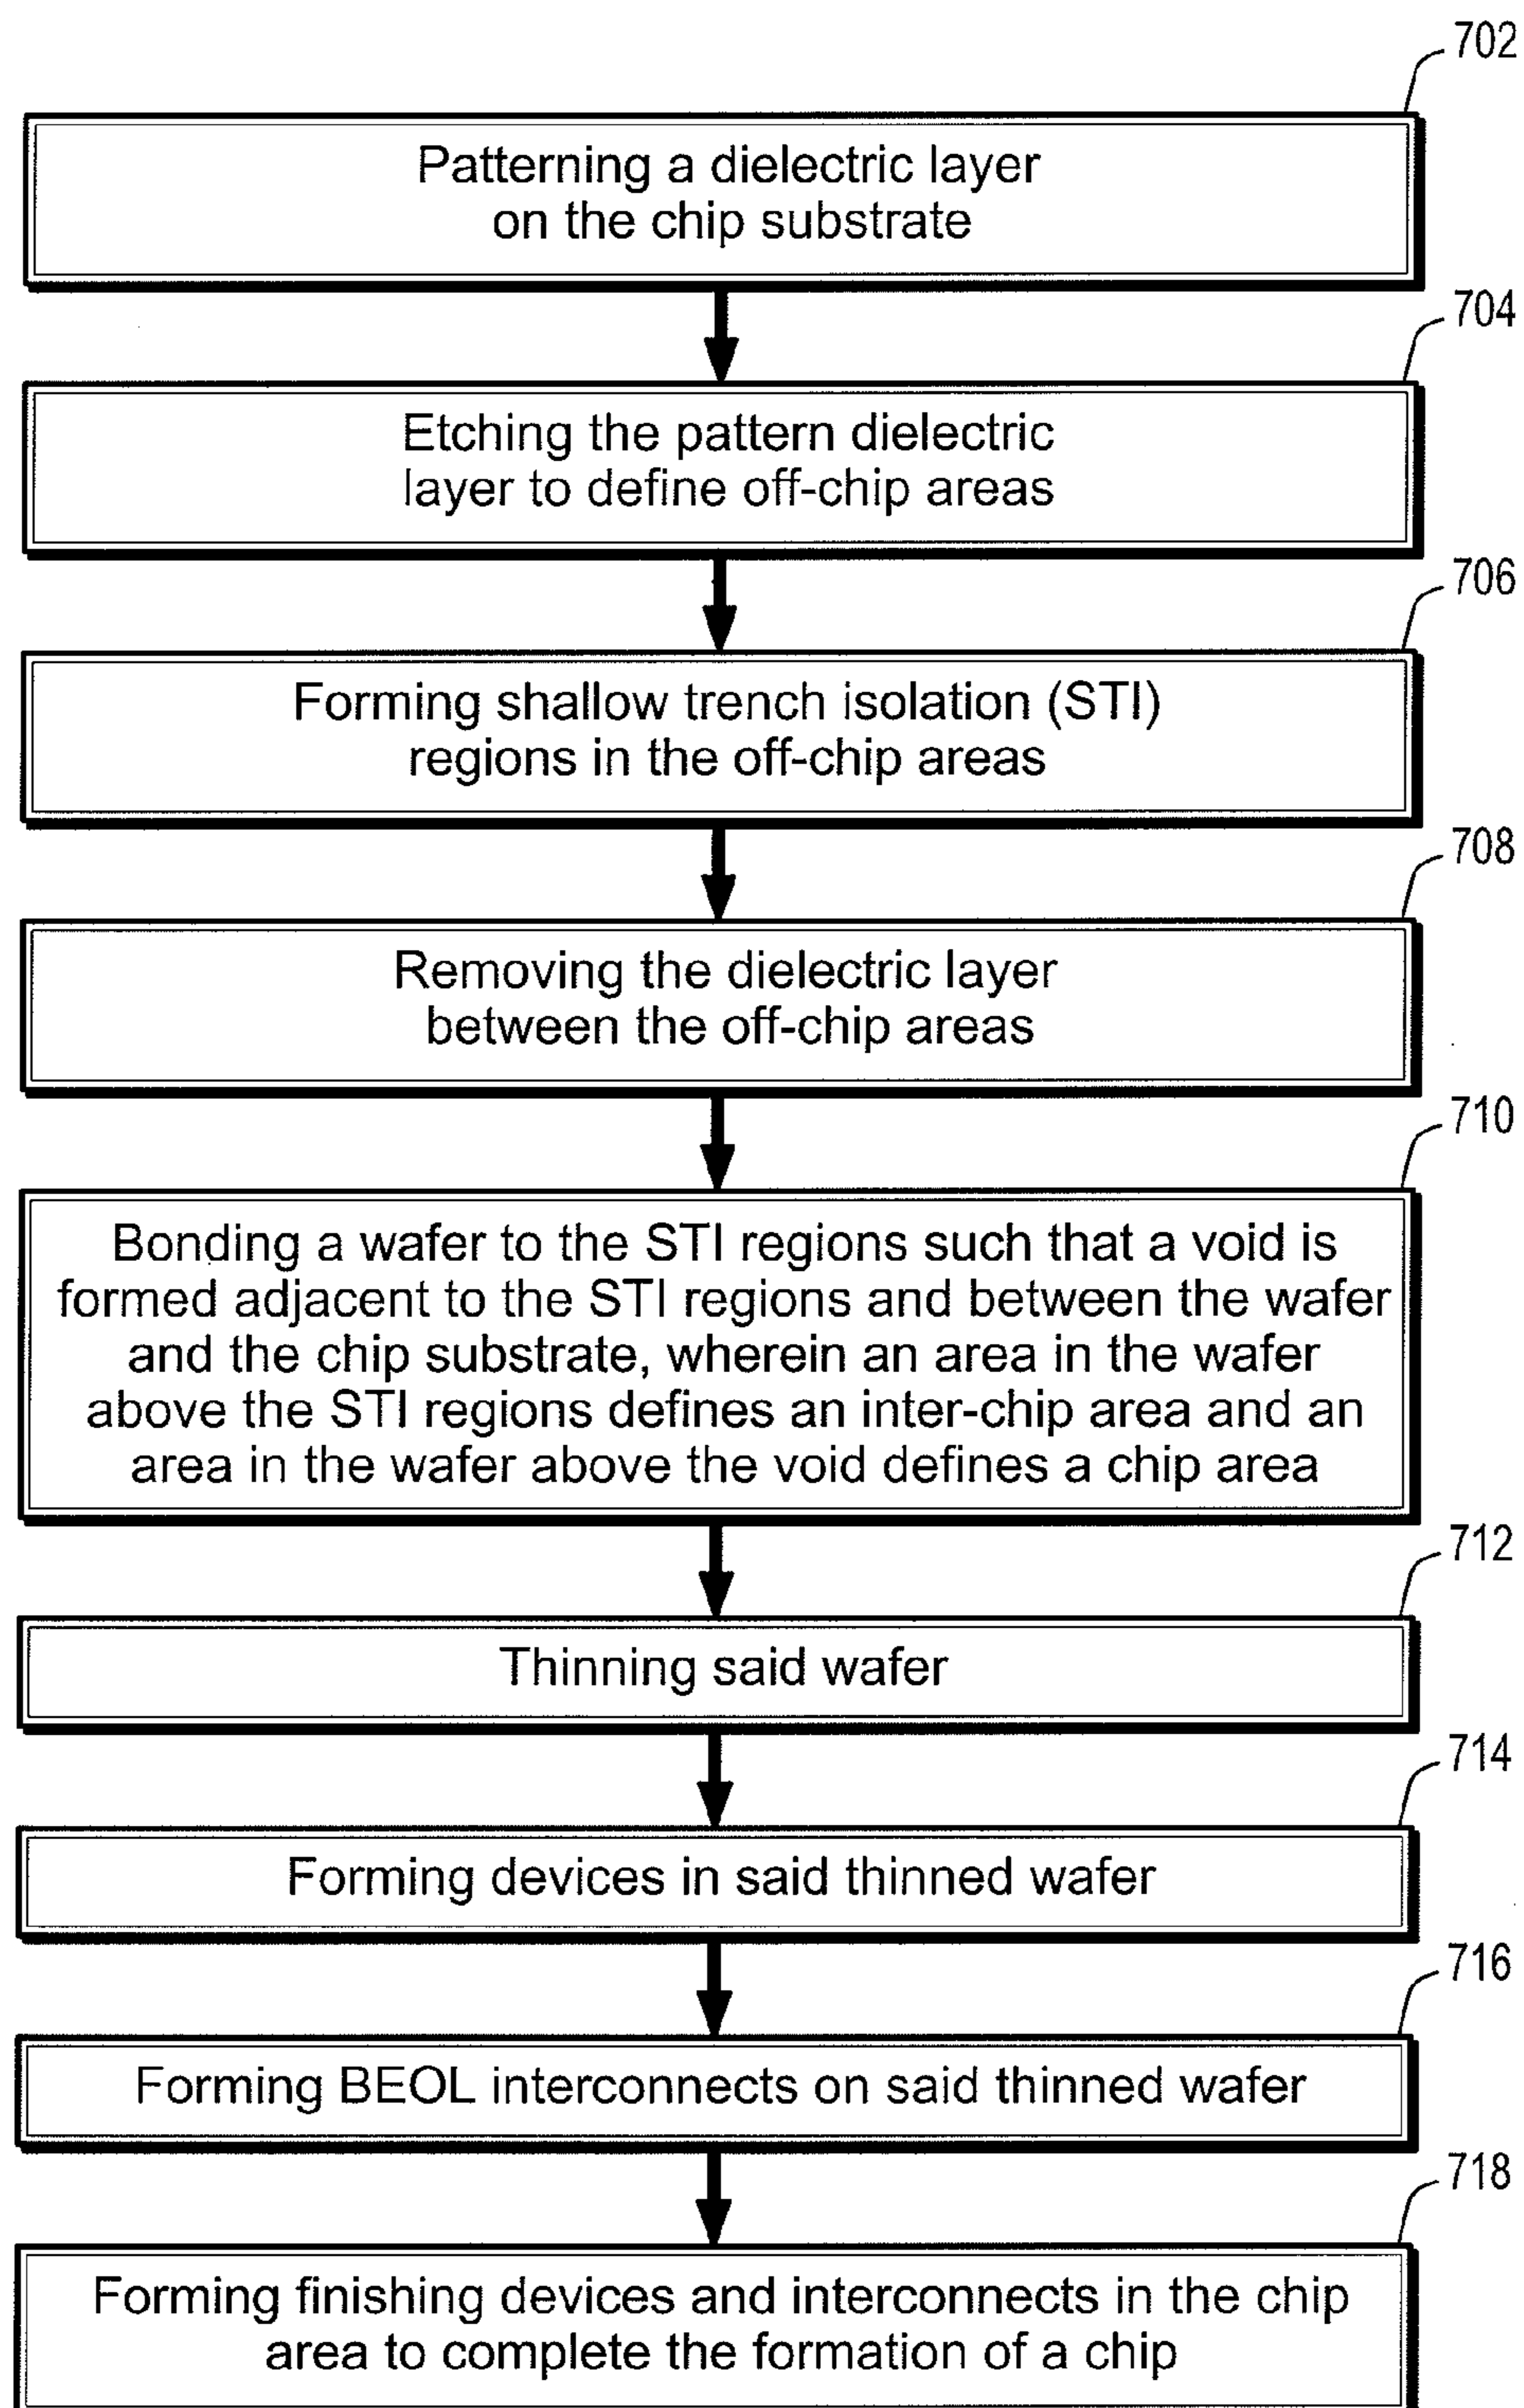 702
Patterning a dielectric layer
on the chip substrate
704
Etching the pattern dielectric
layer to define off-chip areas
706
Forming shallow trench isolation (STI)
regions in the off-chip areas
708
Removing the dielectric layer
between the off-chip areas
710
Bonding a wafer to the STI regions such that a void is
formed adjacent to the STI regions and between the wafer
and the chip substrate, wherein an area in the wafer
above the STI regions defines an inter-chip area and an
area in the wafer above the void defines a chip area
712
Thinning said wafer
714
Forming devices in said thinned wafer
716
Forming BEOL interconnects on said thinned wafer
718
Forming finishing devices and interconnects in the chip
area to complete the formation of a chip